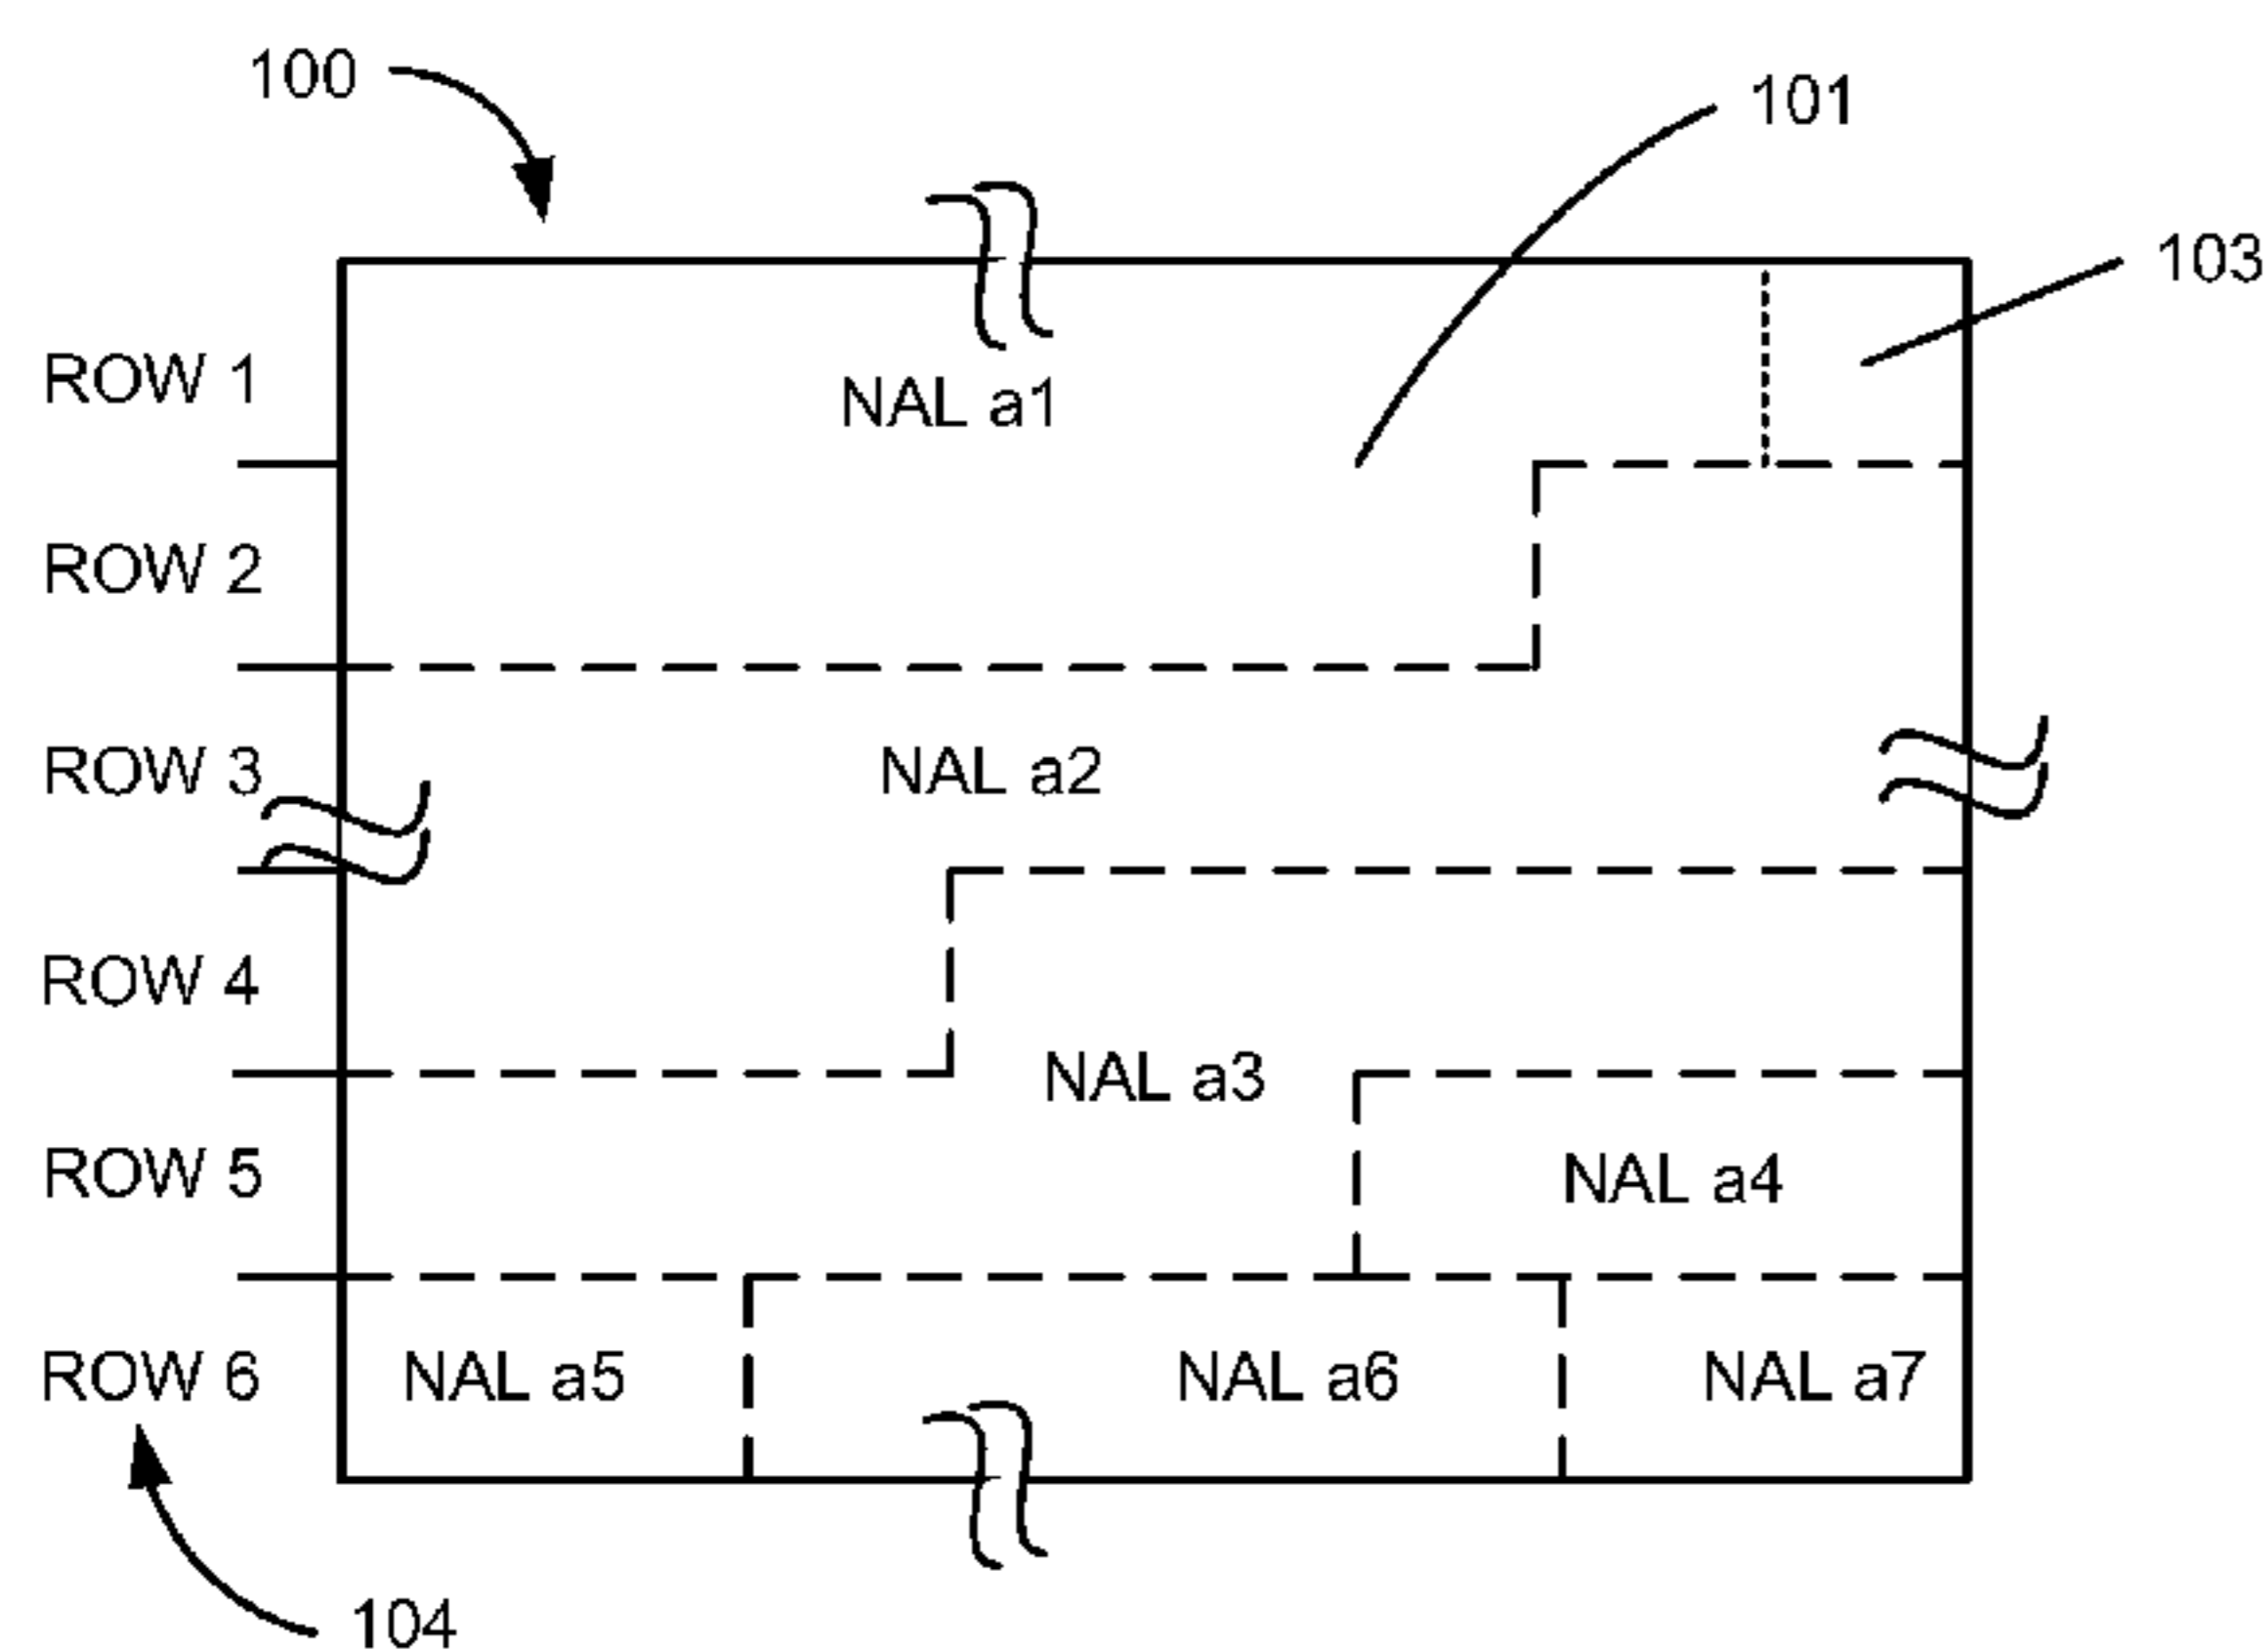 100
101
103
ROW 1
NAL a1
ROW 2
ROW 3
NAL a2
ROW 4
NAL a3
ROW 5
NAL a4
ROW 6
NAL a5
NAL a6
NAL a7
104